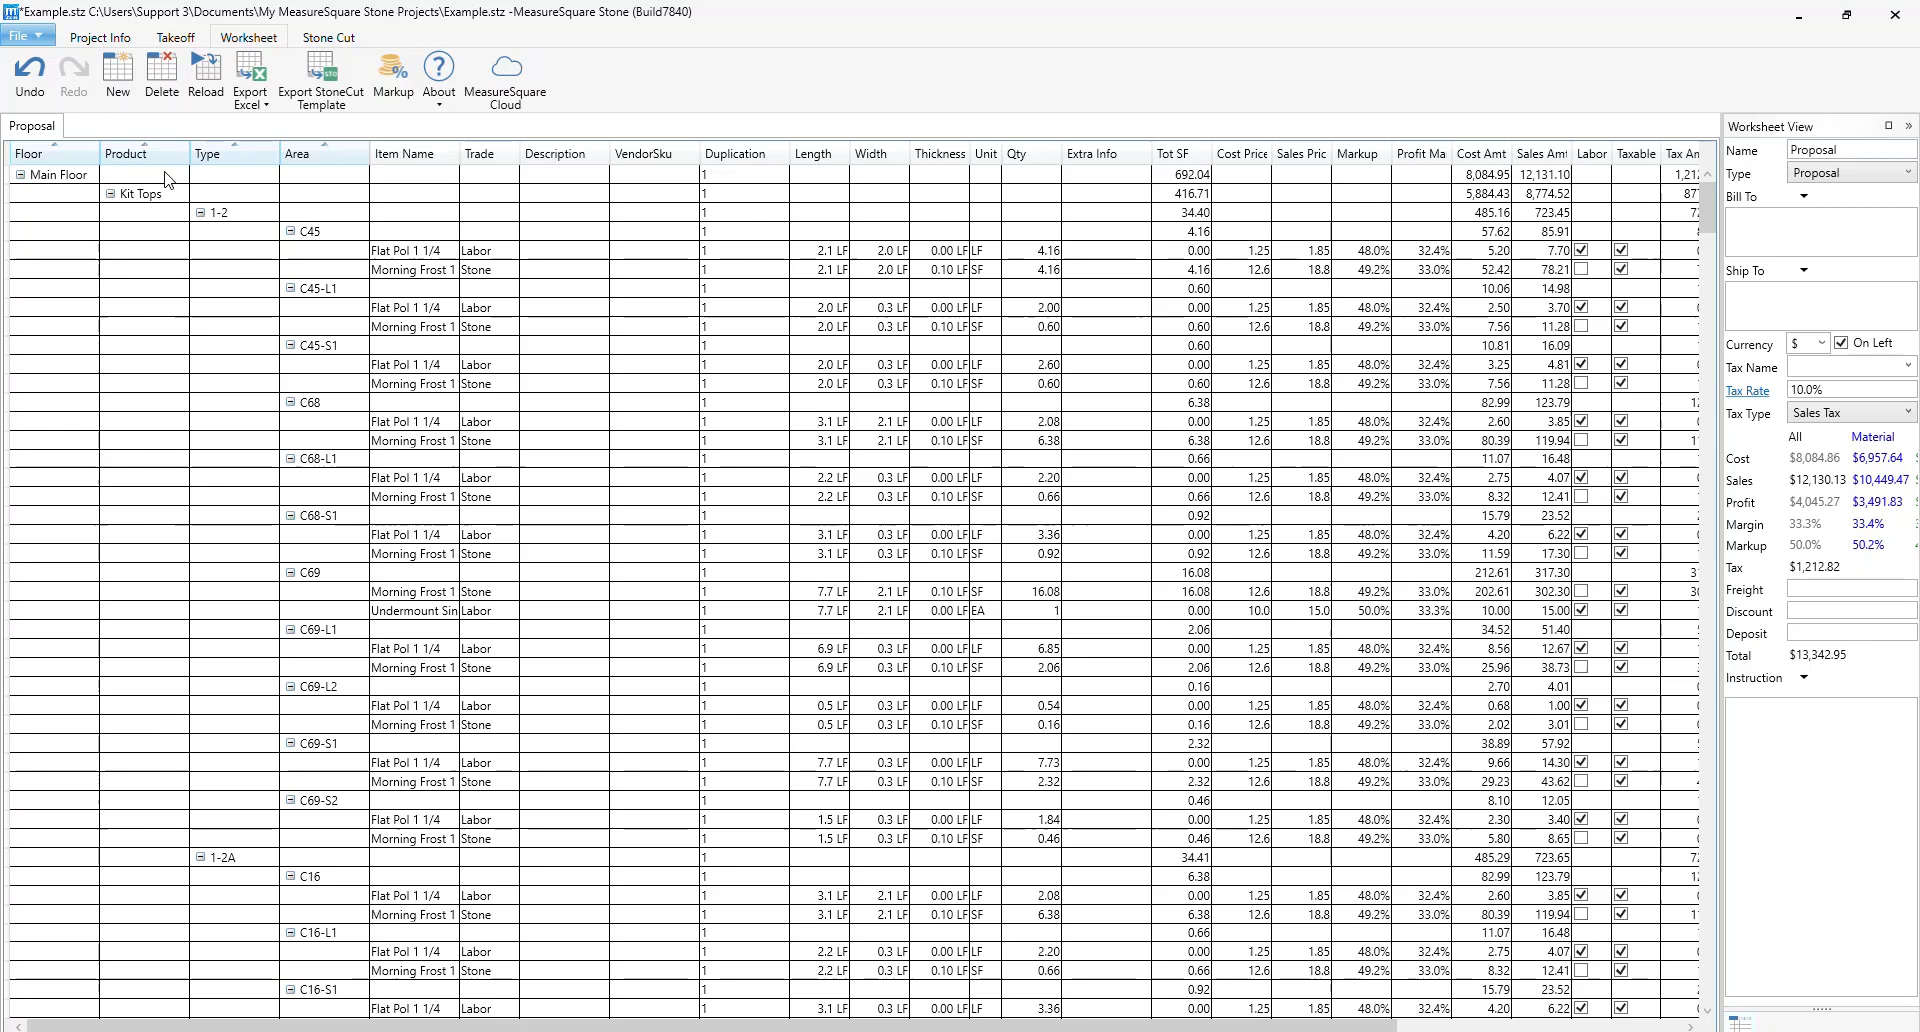 *Example.stz C:\Users\Support 3\Documents\My MeasureSquare Stone Projects\Example.stz -MeasureSquare Stone (Build7840)
File Project Info Takeoff Worksheet Stone Cut
Undo Redo New Delete Reload Export Excel Export StoneCut Template Markup About MeasureSquare Cloud
Proposal
Floor Product Type Area Item Name Trade Description VendorSku Duplication Length Width Thickness Unit Qty Extra Info Tot SF Cost Price Sales Pric Markup Profit Ma Cost Amt Sales Amt Labor Taxable Tax An
Main Floor 1 692.04 8,084.95 12,131.10 1,212
Kit Tops 1 416.71 5,884.43 8,774.52 877
1-2 1 34.40 485.16 723.45 72
C45 1 4.16 57.62 85.91
Flat Pol 1 1/4 Labor 1 2.1 LF 2.0 LF 0.00 LF LF 4.16 0.00 1.25 1.85 48.0% 32.4% 5.20 7.70
Morning Frost 1 Stone 1 2.1 LF 2.0 LF 0.10 LF SF 4.16 4.16 12.6 18.8 49.2% 33.0% 52.42 78.21
C45-L1 1 0.60 10.06 14.98
Flat Pol 1 1/4 Labor 1 2.0 LF 0.3 LF 0.00 LF LF 2.00 0.00 1.25 1.85 48.0% 32.4% 2.50 3.70
Morning Frost 1 Stone 1 2.0 LF 0.3 LF 0.10 LF SF 0.60 0.60 12.6 18.8 49.2% 33.0% 7.56 11.28
C45-S1 1 0.60 10.81 16.09
Flat Pol 1 1/4 Labor 1 2.0 LF 0.3 LF 0.00 LF LF 2.60 0.00 1.25 1.85 48.0% 32.4% 3.25 4.81
Morning Frost 1 Stone 1 2.0 LF 0.3 LF 0.10 LF SF 0.60 0.60 12.6 18.8 49.2% 33.0% 7.56 11.28
C68 1 6.38 82.99 123.79 12
Flat Pol 1 1/4 Labor 1 3.1 LF 2.1 LF 0.00 LF LF 2.08 0.00 1.25 1.85 48.0% 32.4% 2.60 3.85
Morning Frost 1 Stone 1 3.1 LF 2.1 LF 0.10 LF SF 6.38 6.38 12.6 18.8 49.2% 33.0% 80.39 119.94 11
C68-L1 1 0.66 11.07 16.48
Flat Pol 1 1/4 Labor 1 2.2 LF 0.3 LF 0.00 LF LF 2.20 0.00 1.25 1.85 48.0% 32.4% 2.75 4.07
Morning Frost 1 Stone 1 2.2 LF 0.3 LF 0.10 LF SF 0.66 0.66 12.6 18.8 49.2% 33.0% 8.32 12.41
C68-S1 1 0.92 15.79 23.52
Flat Pol 1 1/4 Labor 1 3.1 LF 0.3 LF 0.00 LF LF 3.36 0.00 1.25 1.85 48.0% 32.4% 4.20 6.22
Morning Frost 1 Stone 1 3.1 LF 0.3 LF 0.10 LF SF 0.92 0.92 12.6 18.8 49.2% 33.0% 11.59 17.30
C69 1 16.08 212.61 317.30 31
Morning Frost 1 Stone 1 7.7 LF 2.1 LF 0.10 LF SF 16.08 16.08 12.6 18.8 49.2% 33.0% 202.61 302.30 30
Undermount Sin Labor 1 7.7 LF 2.1 LF 0.00 LF EA 1 0.00 10.0 15.0 50.0% 33.3% 10.00 15.00
C69-L1 1 2.06 34.52 51.40
Flat Pol 1 1/4 Labor 1 6.9 LF 0.3 LF 0.00 LF LF 6.85 0.00 1.25 1.85 48.0% 32.4% 8.56 12.67
Morning Frost 1 Stone 1 6.9 LF 0.3 LF 0.10 LF SF 2.06 2.06 12.6 18.8 49.2% 33.0% 25.96 38.73
C69-L2 1 0.16 2.70 4.01
Flat Pol 1 1/4 Labor 1 0.5 LF 0.3 LF 0.00 LF LF 0.54 0.00 1.25 1.85 48.0% 32.4% 0.68 1.00
Morning Frost 1 Stone 1 0.5 LF 0.3 LF 0.10 LF SF 0.16 0.16 12.6 18.8 49.2% 33.0% 2.02 3.01
C69-S1 1 2.32 38.89 57.92
Flat Pol 1 1/4 Labor 1 7.7 LF 0.3 LF 0.00 LF LF 7.73 0.00 1.25 1.85 48.0% 32.4% 9.66 14.30
Morning Frost 1 Stone 1 7.7 LF 0.3 LF 0.10 LF SF 2.32 2.32 12.6 18.8 49.2% 33.0% 29.23 43.62
C69-S2 1 0.46 8.10 12.05
Flat Pol 1 1/4 Labor 1 1.5 LF 0.3 LF 0.00 LF LF 1.84 0.00 1.25 1.85 48.0% 32.4% 2.30 3.40
Morning Frost 1 Stone 1 1.5 LF 0.3 LF 0.10 LF SF 0.46 0.46 12.6 18.8 49.2% 33.0% 5.80 8.65
1-2A 1 34.41 485.29 723.65 72
C16 1 6.38 82.99 123.79 12
Flat Pol 1 1/4 Labor 1 3.1 LF 2.1 LF 0.00 LF LF 2.08 0.00 1.25 1.85 48.0% 32.4% 2.60 3.85
Morning Frost 1 Stone 1 3.1 LF 2.1 LF 0.10 LF SF 6.38 6.38 12.6 18.8 49.2% 33.0% 80.39 119.94 11
C16-L1 1 0.66 11.07 16.48
Flat Pol 1 1/4 Labor 1 2.2 LF 0.3 LF 0.00 LF LF 2.20 0.00 1.25 1.85 48.0% 32.4% 2.75 4.07
Morning Frost 1 Stone 1 2.2 LF 0.3 LF 0.10 LF SF 0.66 0.66 12.6 18.8 49.2% 33.0% 8.32 12.41
C16-S1 1 0.92 15.79 23.52
Flat Pol 1 1/4 Labor 1 3.1 LF 0.3 LF 0.00 LF LF 3.36 0.00 1.25 1.85 48.0% 32.4% 4.20 6.22
Worksheet View
Name Proposal
Type Proposal
Bill To
Ship To
Currency $ On Left
Tax Name
Tax Rate 10.0%
Tax Type Sales Tax
All Material
Cost $8,084.86 $6,957.64
Sales $12,130.13 $10,449.47
Profit $4,045.27 $3,491.83
Margin 33.3% 33.4%
Markup 50.0% 50.2%
Tax $1,212.82
Freight
Discount
Deposit
Total $13,342.95
Instruction